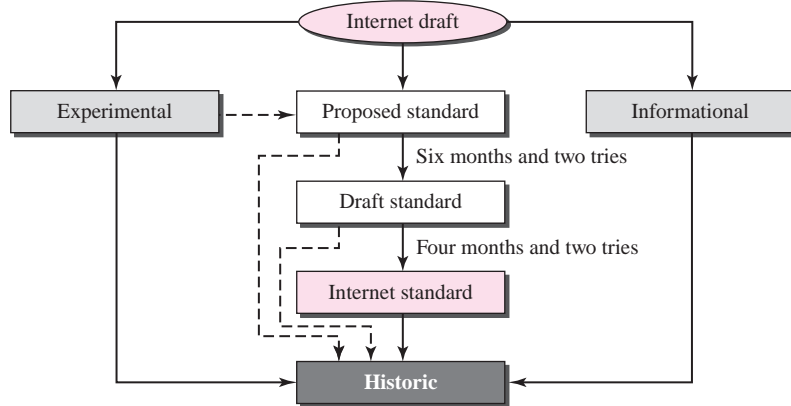 Internet draft
Experimental
Proposed standard
Informational
Six months and two tries
Draft standard
Four months and two tries
Internet standard
Historic